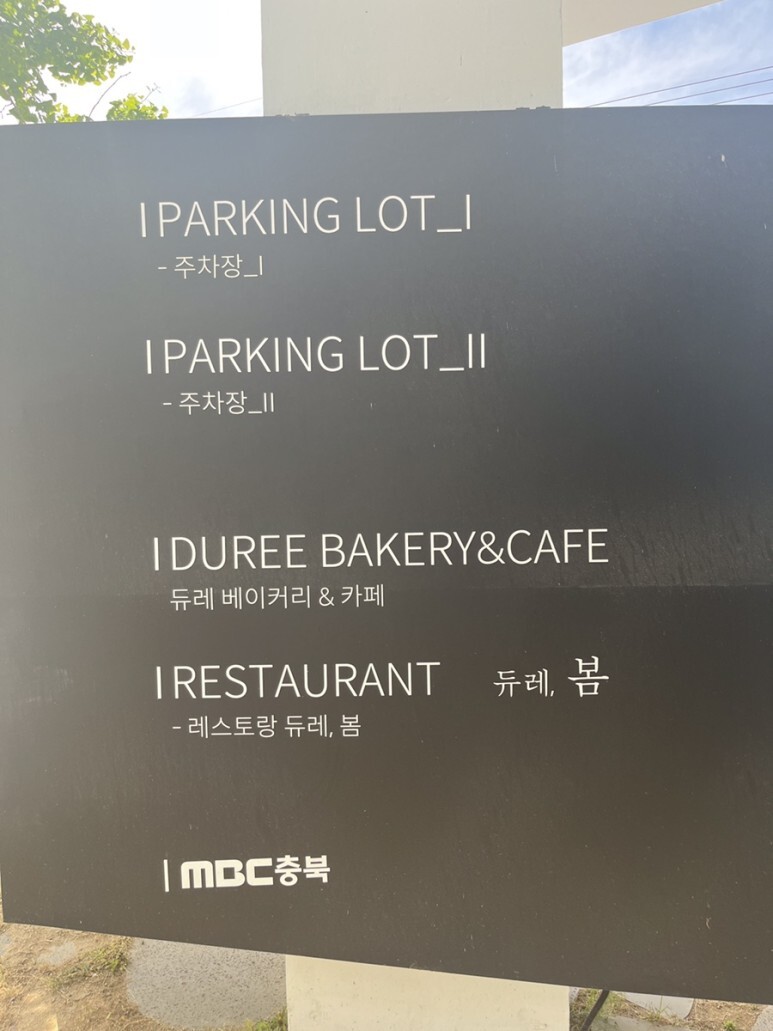 | PARKING LOT_I
- 주차장_I
| PARKING LOT_II
- 주차장_II
| DUREE BAKERY&CAFE
듀레 베이커리 & 카페
| RESTAURANT 듀레, 봄
- 레스토랑 듀레, 봄
| MBC충북